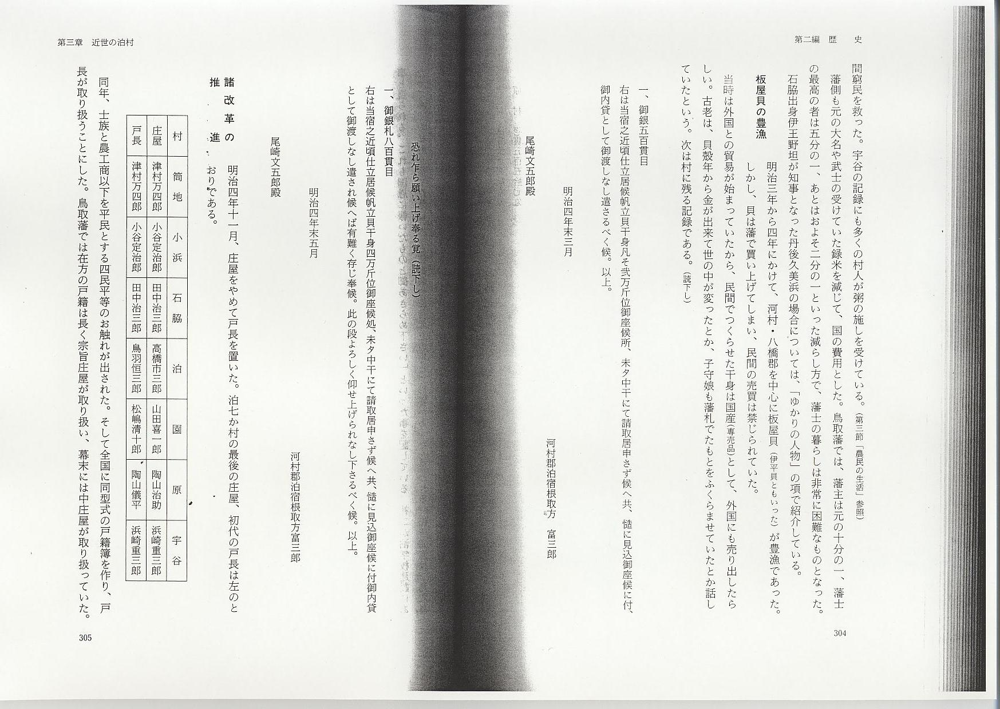 第二編　歴　　史
間窮民を救った。宇谷の記録にも多くの村人が粥の施しを受けている。（第三節「農民の生活」参照）
藩側も元の大名や武士の受けていた録米を減じて、国の費用とした。鳥取藩では、藩主は元の十分の一、藩士
の最高の者は五分の一、あとはおよそ二分の一といった減らし方で、藩士の暮らしは非常に困難なものとなった。
石脇出身伊王野坦が知事となった丹後久美浜の場合については、「ゆかりの人物」の項で紹介している。
板屋貝の豊漁
明治三年から四年にかけて、河村・八橋郡を中心に板屋貝（伊平貝ともいった）が豊漁であった。
しかし、貝は藩で買い上げてしまい、民間の売買は禁じられていた。
当時は外国との貿易が始まっていたから、民間でつくらせた干身は国産（専売品）として、外国にも売り出したら
しい。古老は、貝殻年から金が出来て世の中が変ったとか、子守娘も藩札でたもとをふくらませていたとか話し
ていたという。次は村に残る記録である。（読下し）
一、御銀五百貫目
右は当宿之近頃仕立居候帆立貝干身凡そ弐万斤位御座候所、未タ中干にて請取居申さず候へ共、慥に見込御座候に付、
御内貸として御渡しなし遣さるべく候。以上。
明治四年末三月
河村郡泊宿根取方　富三郎
尾崎文五郎殿
304
恐れ乍ら願い上げ奉る覚（読下し）
一、御銀札八百貫目
右は当宿之近頃仕立居候帆立貝干身四万斤位御座候処、未タ中干にて請取居申さず候へ共、慥に見込御座候に付御内貸
として御渡しなし遣され候へば有難く存じ奉候。此の段よろしく仰せ上げられなし下さるべく候。以上。
明治四年末五月
河村郡泊宿根取方富三郎
尾崎文五郎殿
諸改革の
推進
明治四年十一月、庄屋をやめて戸長を置いた。泊七か村の最後の庄屋、初代の戸長は左のと
おりである。
村　筒地　小浜　石脇　泊　園　原　宇谷
庄屋　津村万四郎　小谷定治郎　田中治三郎　高橋市三郎　山田喜一郎　陶山治助　浜崎重三郎
戸長　津村万四郎　小谷定治郎　田中治三郎　鳥羽恒三郎　松嶋清十郎　陶山儀平　浜崎重三郎
同年、士族と農工商以下を平民とする四民平等のお触れが出された。そして全国に同型式の戸籍簿を作り、戸
長が取り扱うことにした。鳥取藩では在方の戸籍は長く宗旨庄屋が取り扱い、幕末には中庄屋が取り扱っていた。
第三章　近世の泊村
305